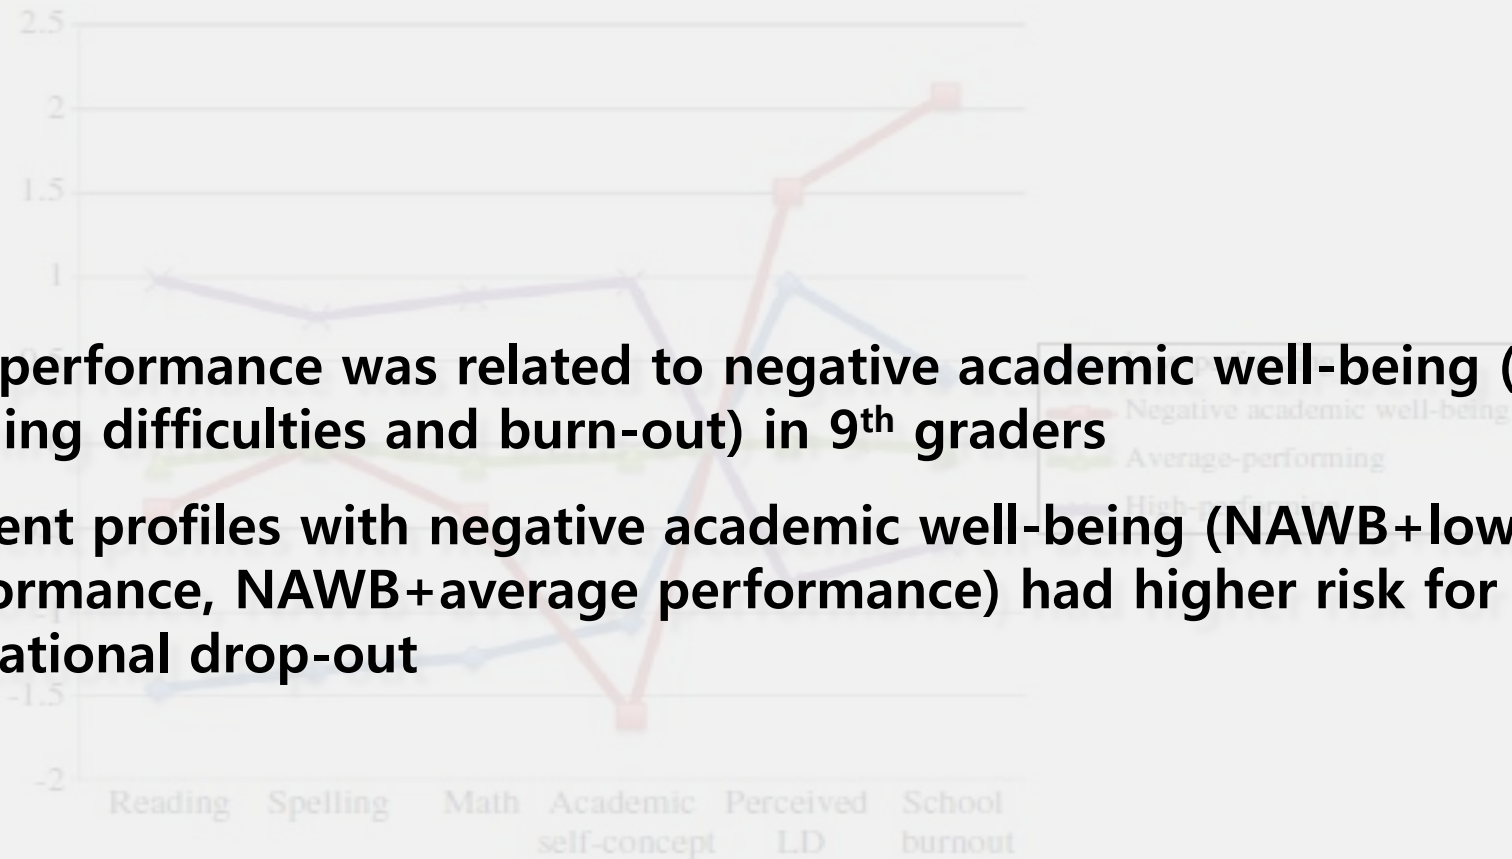 2.5
2
1.5
1
performance was related to negative academic well-being (
ing difficulties and burn-out) in 9th graders
Negative academic well-being
Average-performing
High-performing
ent profiles with negative academic well-being (NAWB+low
ormance, NAWB+average performance) had higher risk for
ational drop-out
-1.5
-2
Reading Spelling Math Academic self-concept Perceived LD School burnout